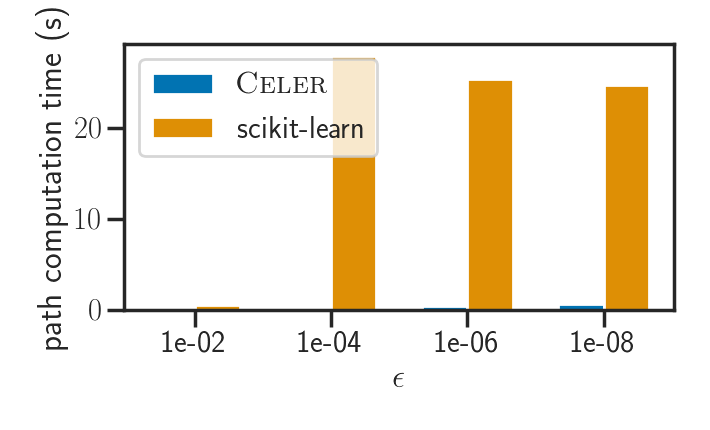 path computation time (s)
20
10
0
Celer
scikit-learn
1e-02
1e-04
1e-06
1e-08
ϵ